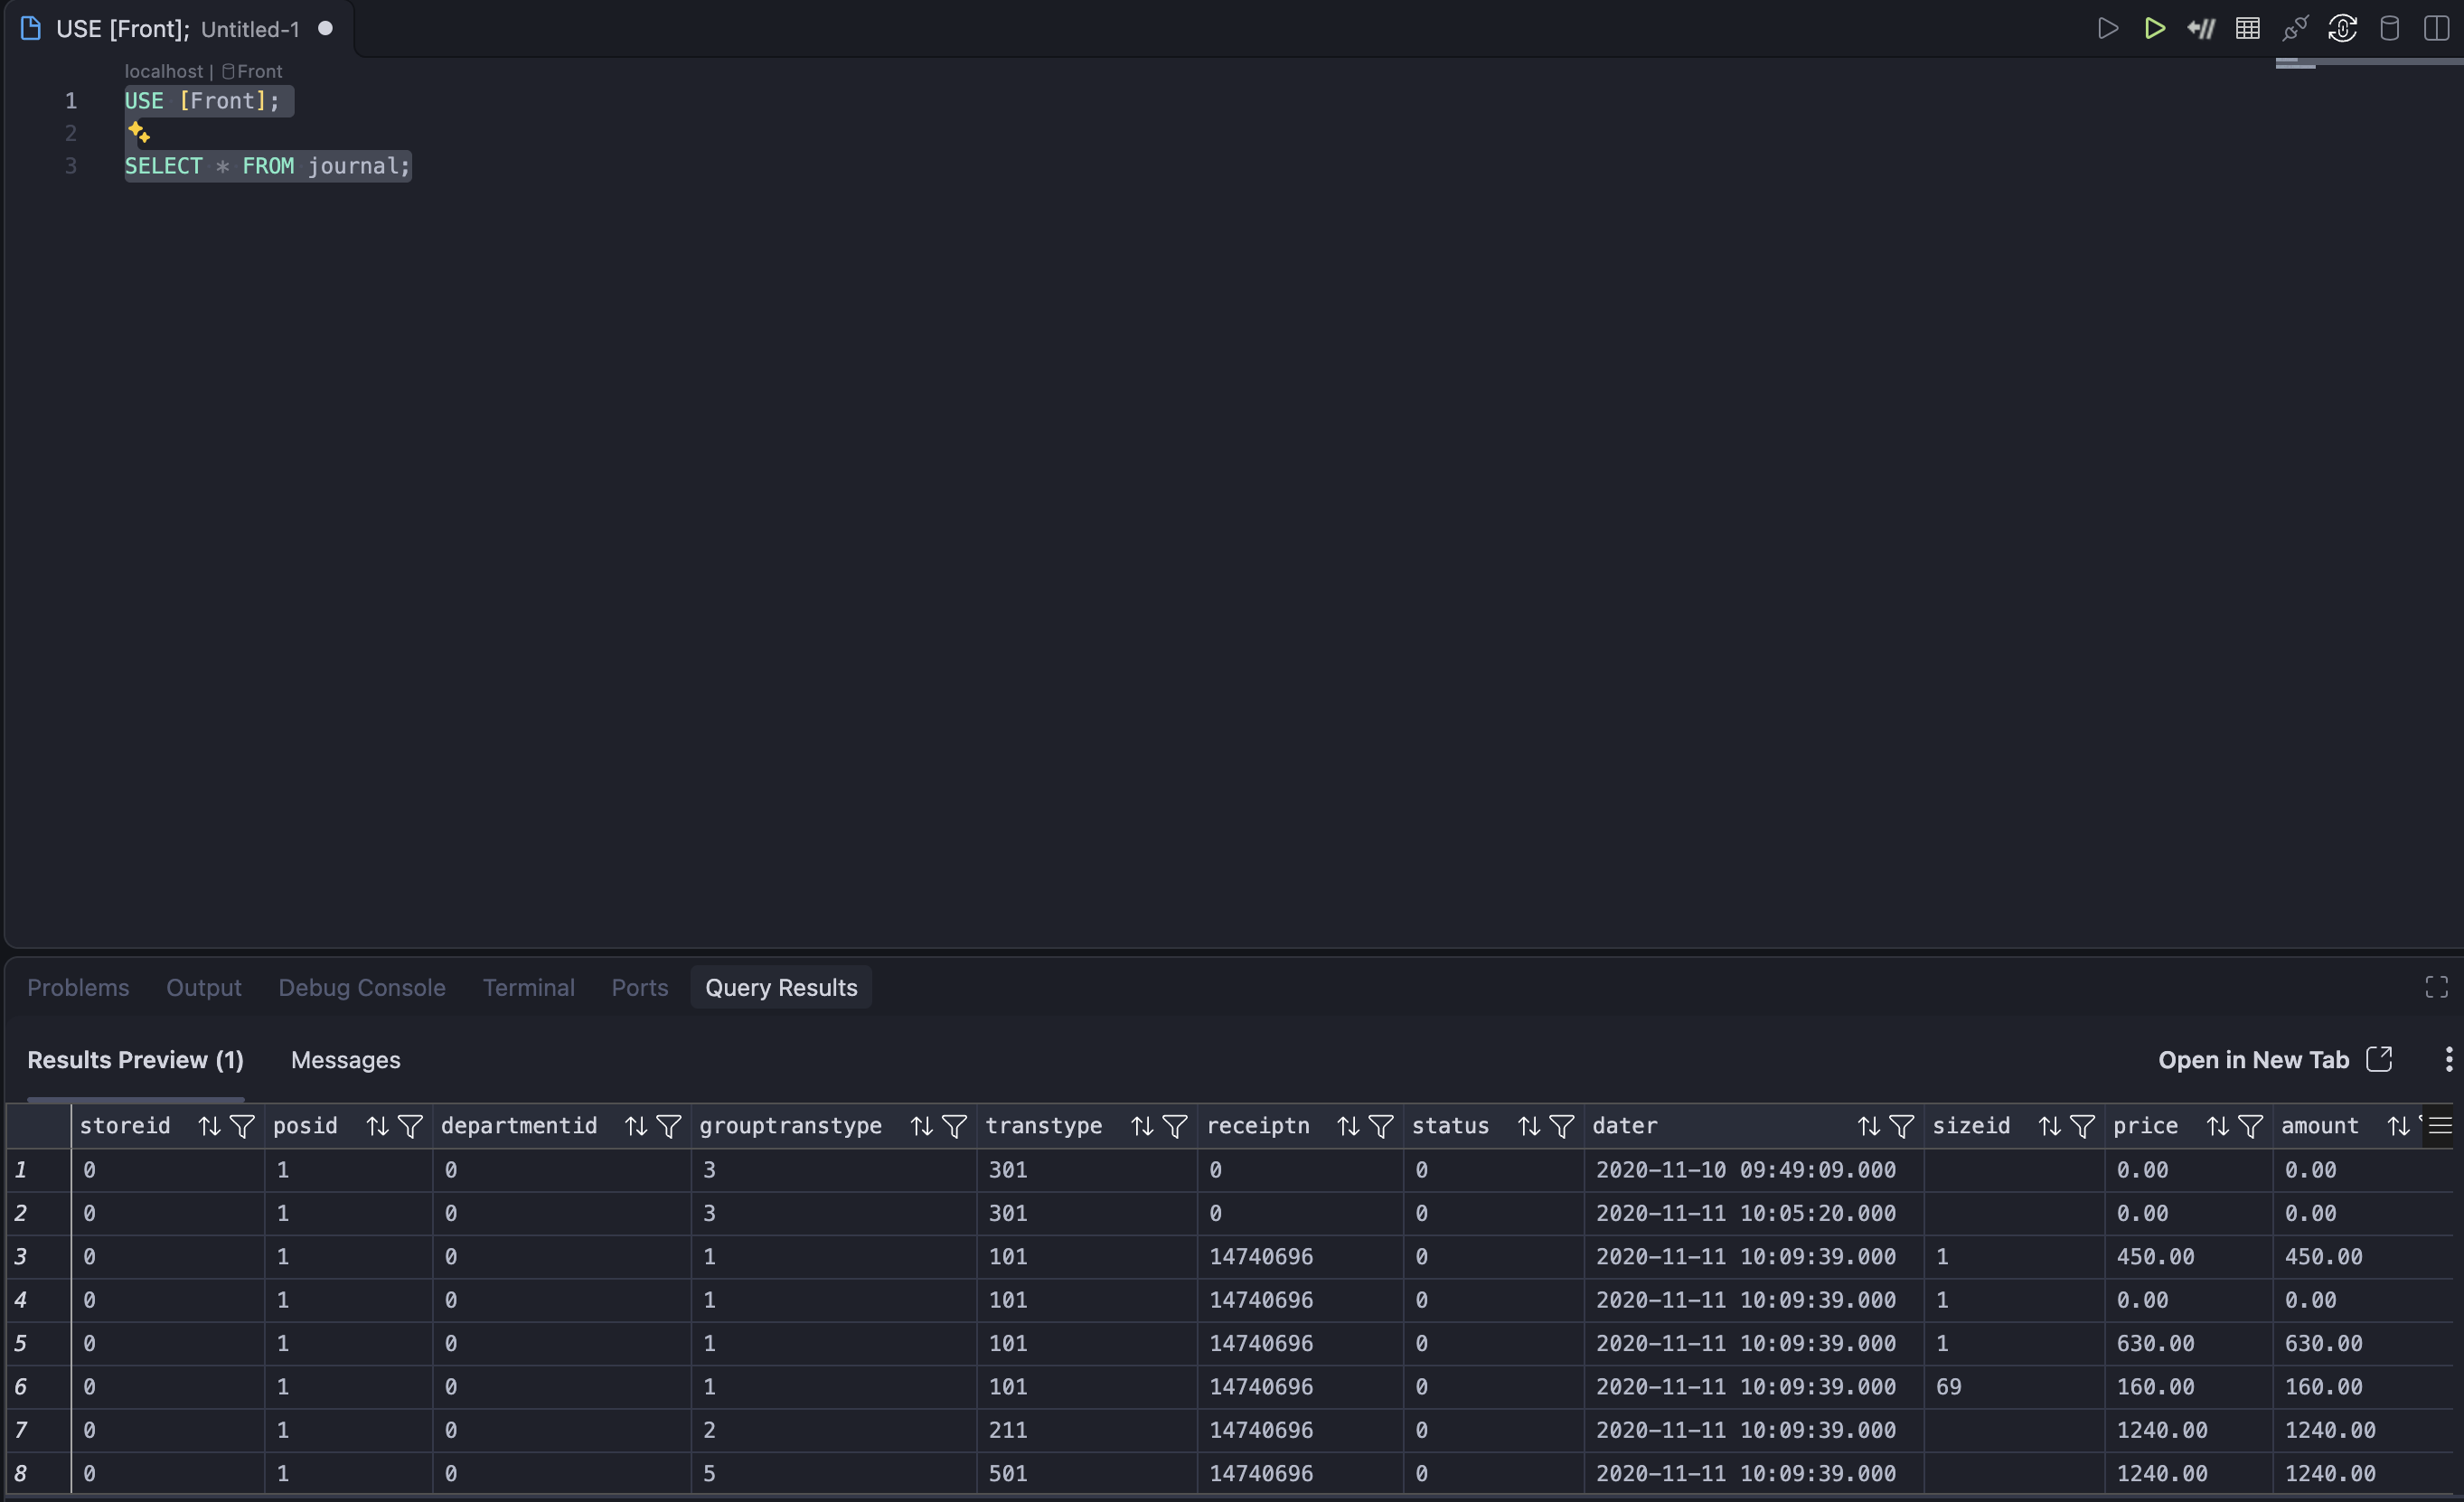 USE [Front]; Untitled-1
localhost | Front
1 USE [Front];
2
3 SELECT * FROM journal;
Problems Output Debug Console Terminal Ports Query Results
Results Preview (1) Messages Open in New Tab
storeid posid departmentid grouptranstype transtype receiptn status dater sizeid price amount
1 0 1 0 3 301 0 0 2020-11-10 09:49:09.000 0.00 0.00
2 0 1 0 3 301 0 0 2020-11-11 10:05:20.000 0.00 0.00
3 0 1 0 1 101 14740696 0 2020-11-11 10:09:39.000 1 450.00 450.00
4 0 1 0 1 101 14740696 0 2020-11-11 10:09:39.000 1 0.00 0.00
5 0 1 0 1 101 14740696 0 2020-11-11 10:09:39.000 1 630.00 630.00
6 0 1 0 1 101 14740696 0 2020-11-11 10:09:39.000 69 160.00 160.00
7 0 1 0 2 211 14740696 0 2020-11-11 10:09:39.000 1240.00 1240.00
8 0 1 0 5 501 14740696 0 2020-11-11 10:09:39.000 1240.00 1240.00